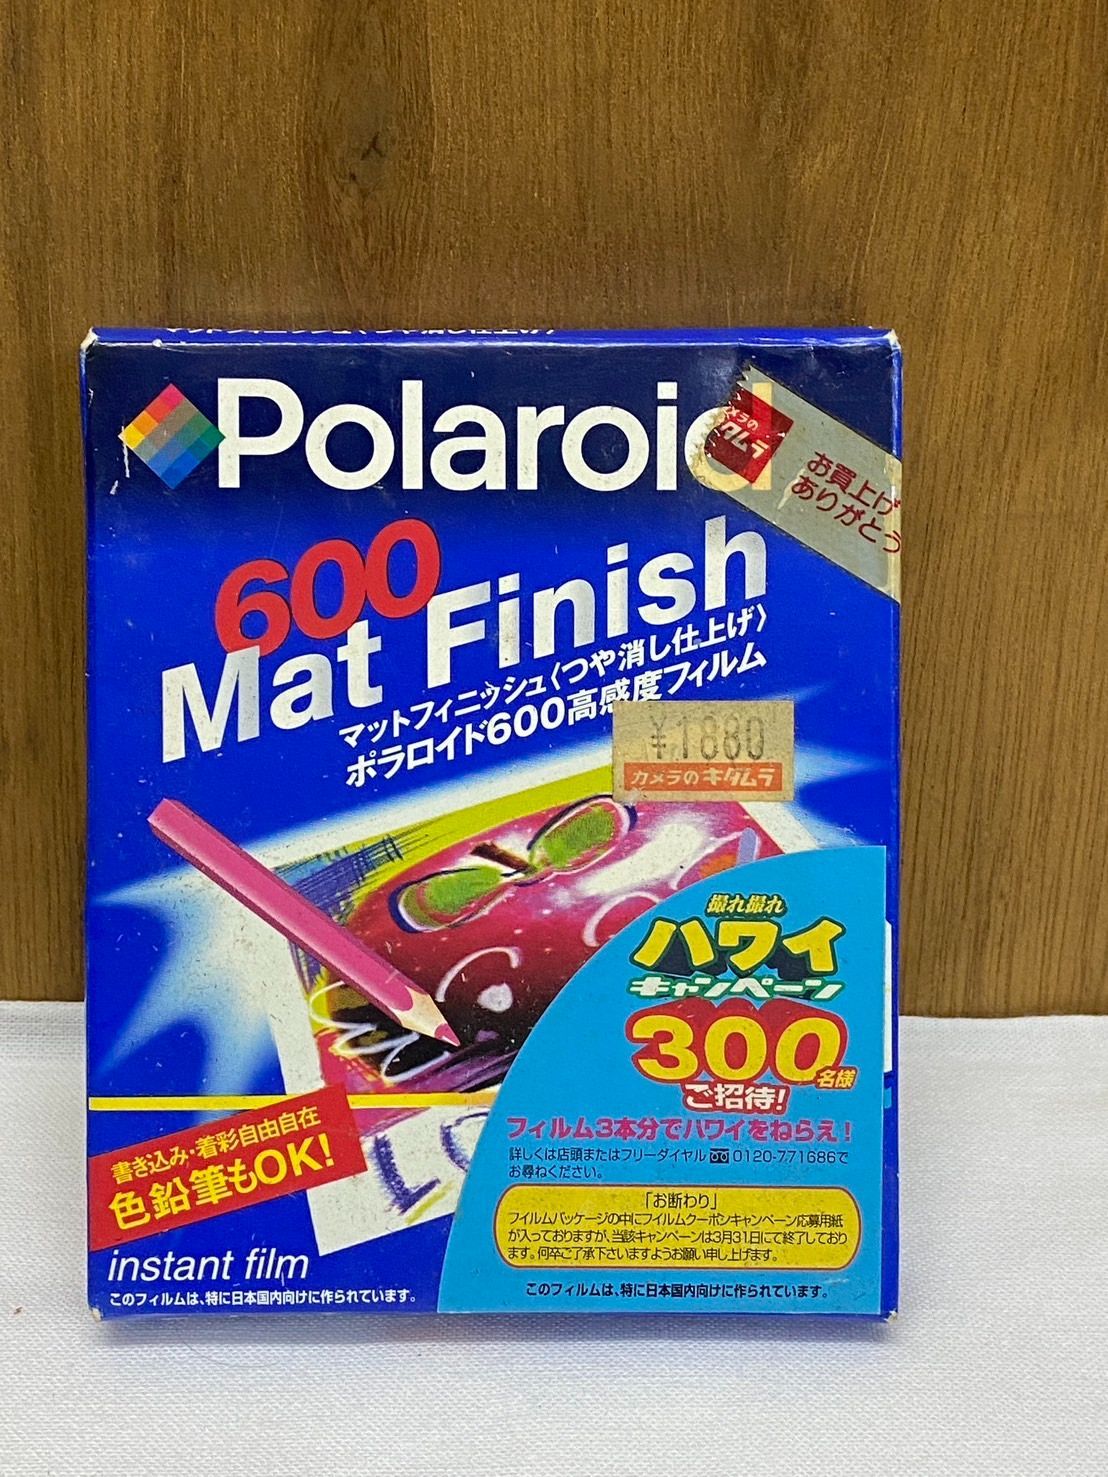 Polaroid
カメラの
キタムラ
お買上げ
ありがとう
600
Mat Finish
マットフィニッシュ〈つや消し仕上げ〉
ポラロイド600高感度フィルム
¥1880
カメラのキタムラ
撮れ撮れ
ハワイ
キャンペーン
300名様
ご招待!
フィルム3本分でハワイをねらえ!
詳しくは店頭またはフリーダイヤル 0120-771686で
お尋ねください。
「お断わり」
フイルムパッケージの中にフイルムクーポンキャンペーン応募用紙
が入っておりますが、当該キャンペーンは3月31日にて終了しており
ます。何卒ご了承下さいますようお願い申し上げます。
このフィルムは、特に日本国内向けに作られています。
書き込み・着彩自由自在
色鉛筆もOK!
instant film
このフィルムは、特に日本国内向けに作られています。